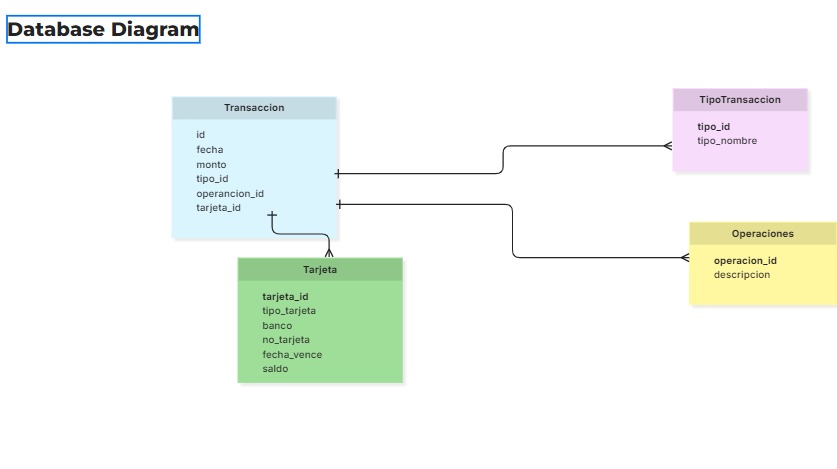 Database Diagram
Transaccion
id
fecha
monto
tipo_id
operancion_id
tarjeta_id
TipoTransaccion
tipo_id
tipo_nombre
Operaciones
operacion_id
descripcion
Tarjeta
tarjeta_id
tipo_tarjeta
banco
no_tarjeta
fecha_vence
saldo